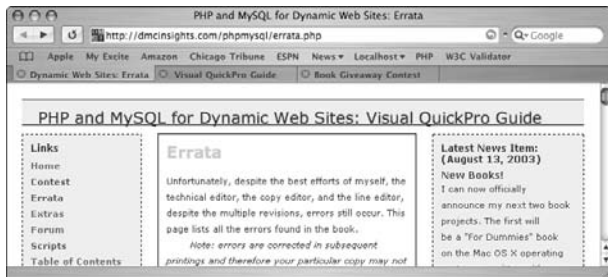 PHP and MySQL for Dynamic Web Sites: Errata
http://dmcinsights.com/phpmysql/errata.php
Google
Apple My Excite Amazon Chicago Tribune ESPN News Localhost PHP W3C Validator
Dynamic Web Sites: Errata Visual QuickPro Guide Book Giveaway Contest
PHP and MySQL for Dynamic Web Sites: Visual QuickPro Guide
Links
Home
Contest
Errata
Extras
Forum
Scripts
Table of Contents
Errata
Unfortunately, despite the best efforts of myself, the
technical editor, the copy editor, and the line editor,
despite the multiple revisions, errors still occur. This
page lists all the errors found in the book.
Note: errors are corrected in subsequent
printings and therefore your particular copy may not
Latest News Item:
(August 13, 2003)
New Books!
I can now officially
announce my next two book
projects. The first will
be a "For Dummies" book
on the Mac OS X operating